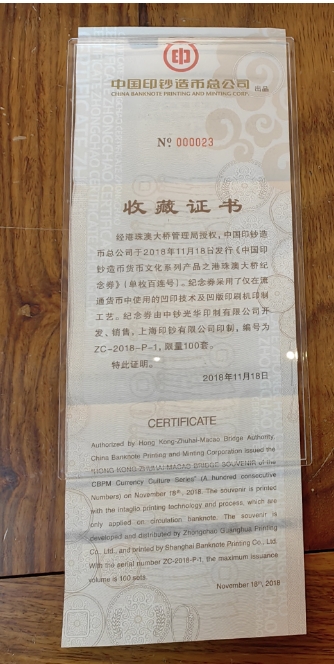 中国印钞造币总公司 出品
CHINA BANKNOTE PRINTING AND MINTING CORP.
№ 000023
收藏证书
经港珠澳大桥管理局授权，中国印钞造
币总公司于2018年11月18日发行《中国印
钞造币货币文化系列产品之港珠澳大桥纪
念券》(单枚百连号)。纪念券采用了仅在流
通货币中使用的凹印技术及凹版印刷机印制
工艺。纪念券由中钞光华印制有限公司开
发、销售，上海印钞有限公司印制，编号为
ZC-2018-P-1，限量100套。
特此证明。
2018年11月18日
CERTIFICATE
Authorized by Hong Kong-Zhuhai-Macao Bridge Authority,
China Banknote Printing and Minting Corporation issued the
"HONG KONG-ZHUHAI-MACAO BRIDGE SOUVENIR of the
CBPM Currency Culture Series" (A hundred consecutive
Numbers) on November 18th, 2018. The souvenir is printed
with the intaglio printing technology and process, which are
only applied on circulation banknote. The souvenir is
developed and distributed by Zhongchao Guanghua Printing
Co., Ltd., and printed by Shanghai Banknote Printing Co., Ltd.
With the serial number ZC-2018-P-1, the maximum issuance
volume is 100 sets.
November 18th, 2018